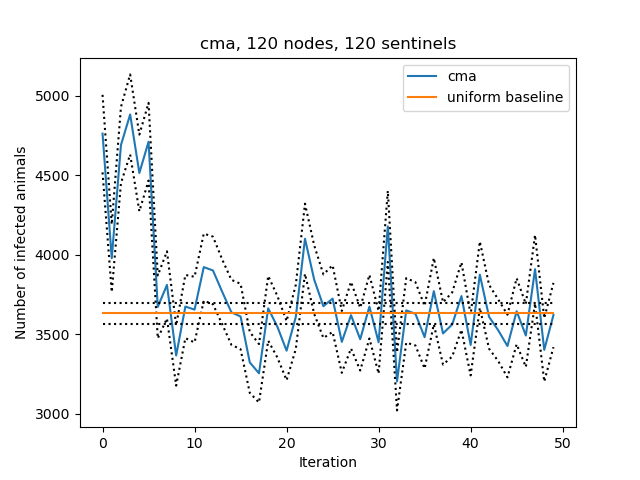 cma, 120 nodes, 120 sentinels
cma
uniform baseline
5000
4500
4000
3500
3000
Number of infected animals
0 10 20 30 40 50
Iteration